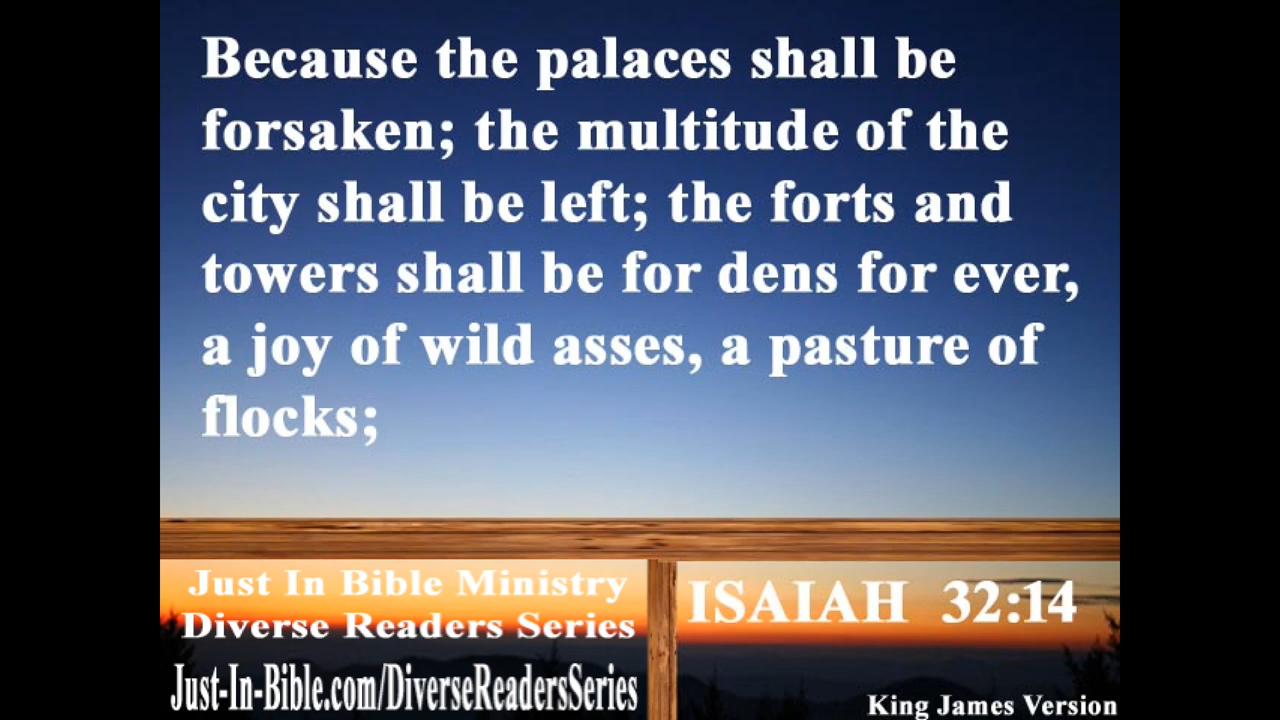 Because the palaces shall be
forsaken; the multitude of the
city shall be left; the forts and
towers shall be for dens for ever,
a joy of wild asses, a pasture of
flocks;
Just In Bible Ministry
Diverse Readers Series
Just-In-Bible.com/DiverseReadersSeries
ISAIAH 32:14
King James Version